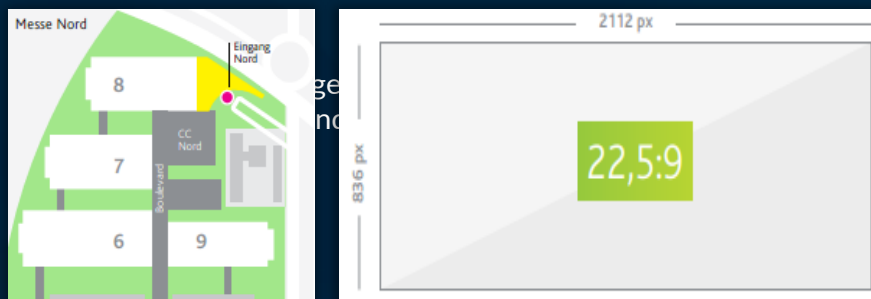 Messe Nord
Eingang
Nord
8
CC
Nord
7
Boulevard
6
9
2112 px
836 px
22,5:9